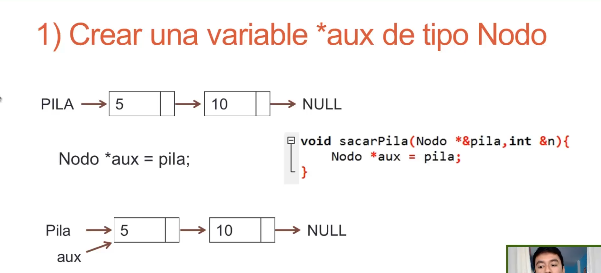 1) Crear una variable *aux de tipo Nodo
PILA 5 10 NULL
Nodo *aux = pila;
void sacarPila(Nodo *&pila,int &n){
Nodo *aux = pila;
}
Pila 5 10 NULL
aux